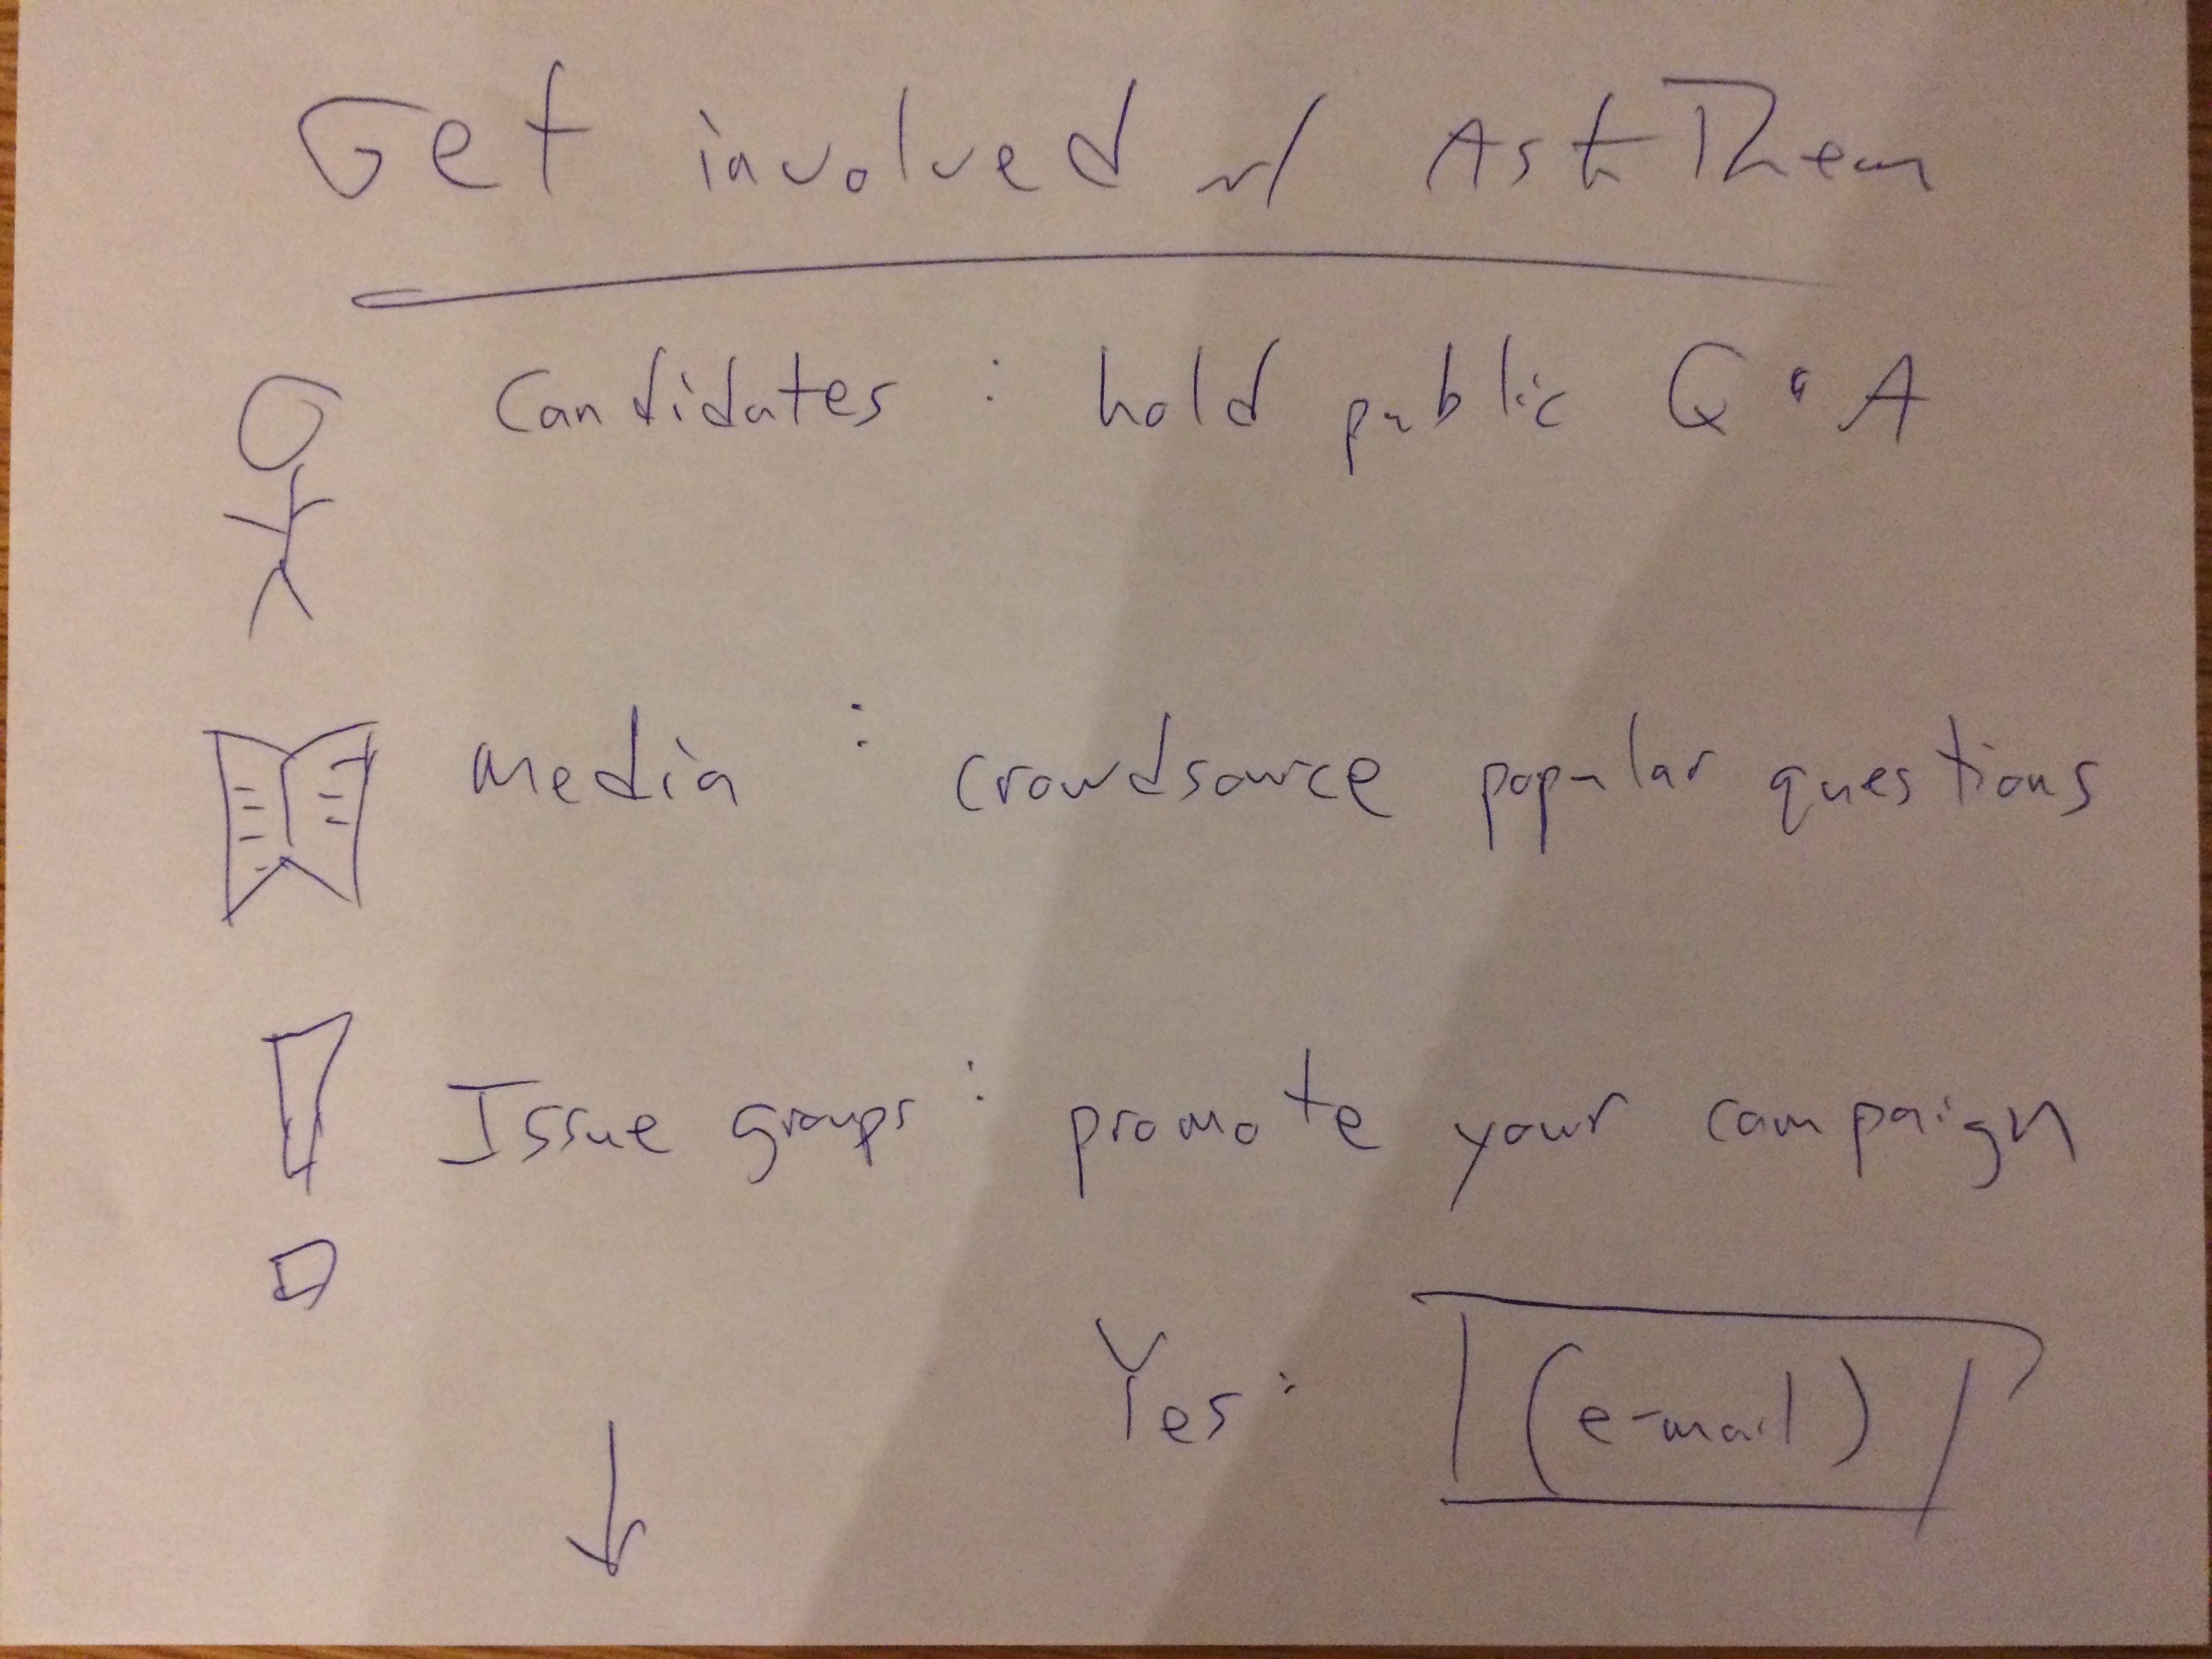 Get involved w/ AskThem
Candidates: hold public Q & A
Media: crowdsource popular questions
Issue groups: promote your campaign
Yes: (e-mail)